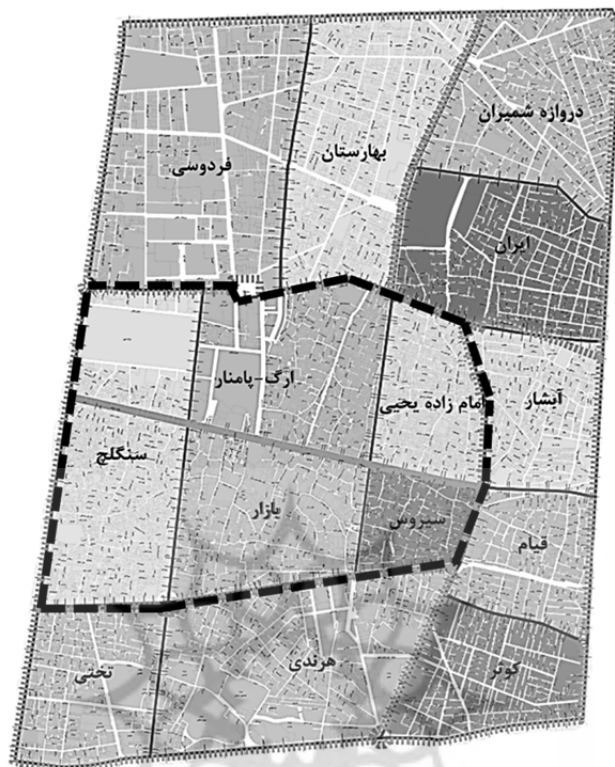 دروازه شمیران
بهارستان
فردوسی
ایران
ارگ-پامنار
امام زاده یحیی
آبشار
سنگلج
بازار
سیروس
قیام
هرندی
تختی
کوثر